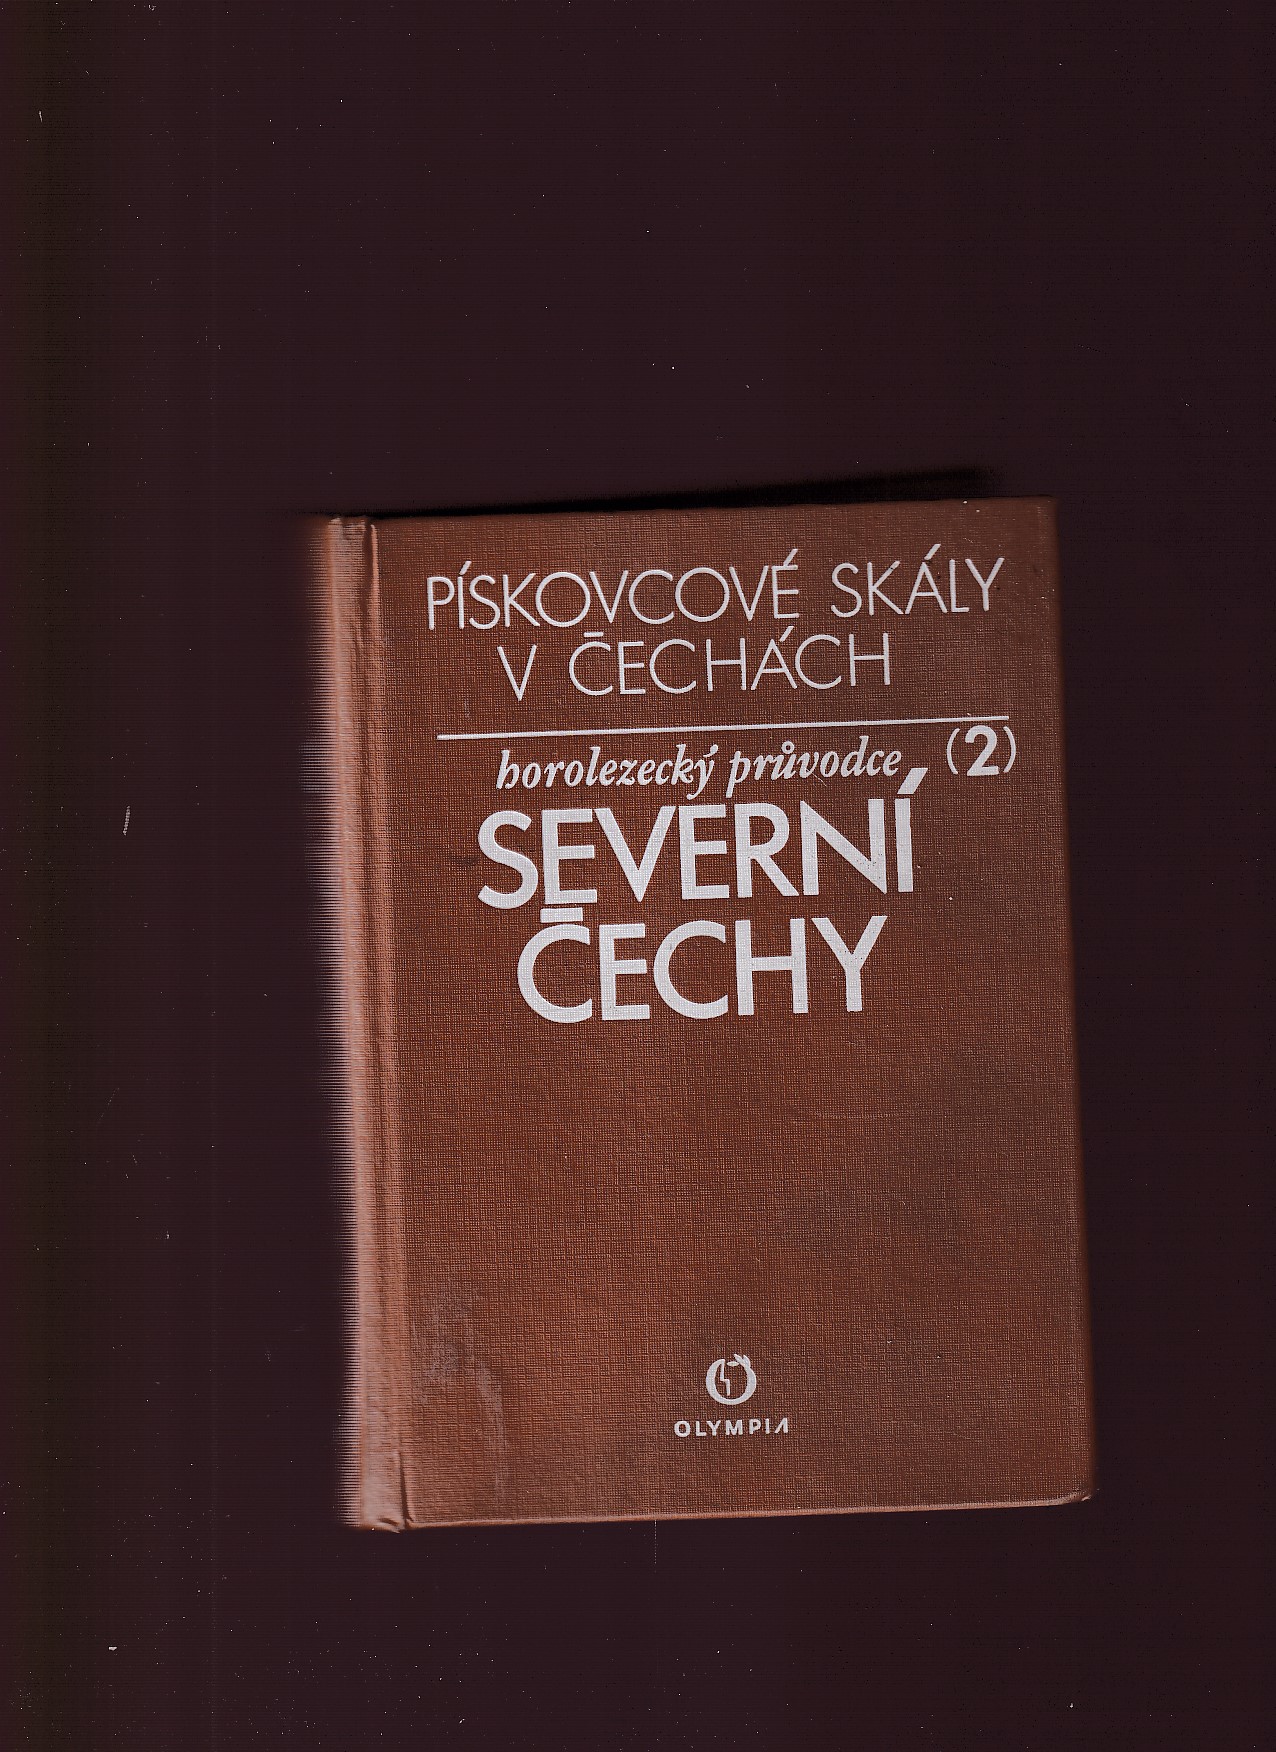 PÍSKOVCOVÉ SKÁLY
V ČECHÁCH
horolezecký průvodce (2)
SEVERNÍ
ČECHY
OLYMPIA